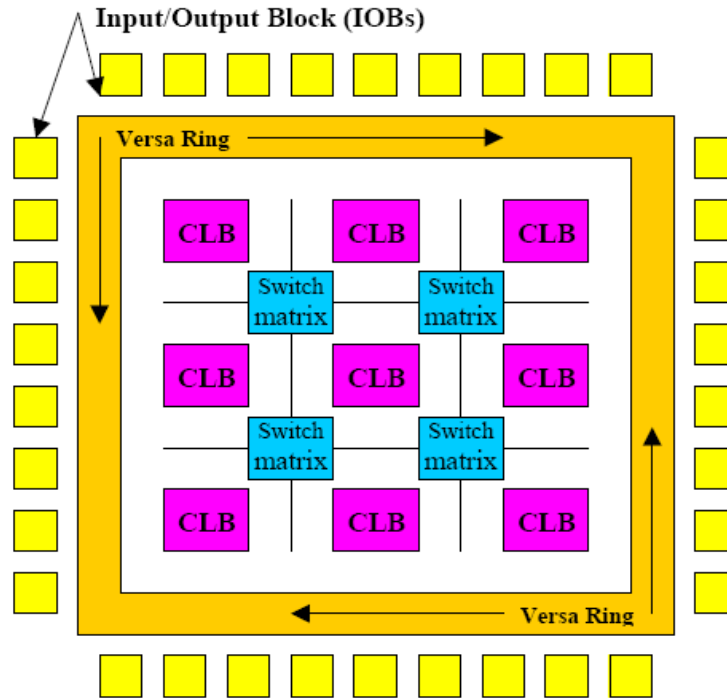 Input/Output Block (IOBs)
Versa Ring
CLB
CLB
CLB
Switch
matrix
Switch
matrix
CLB
CLB
CLB
Switch
matrix
Switch
matrix
CLB
CLB
CLB
Versa Ring